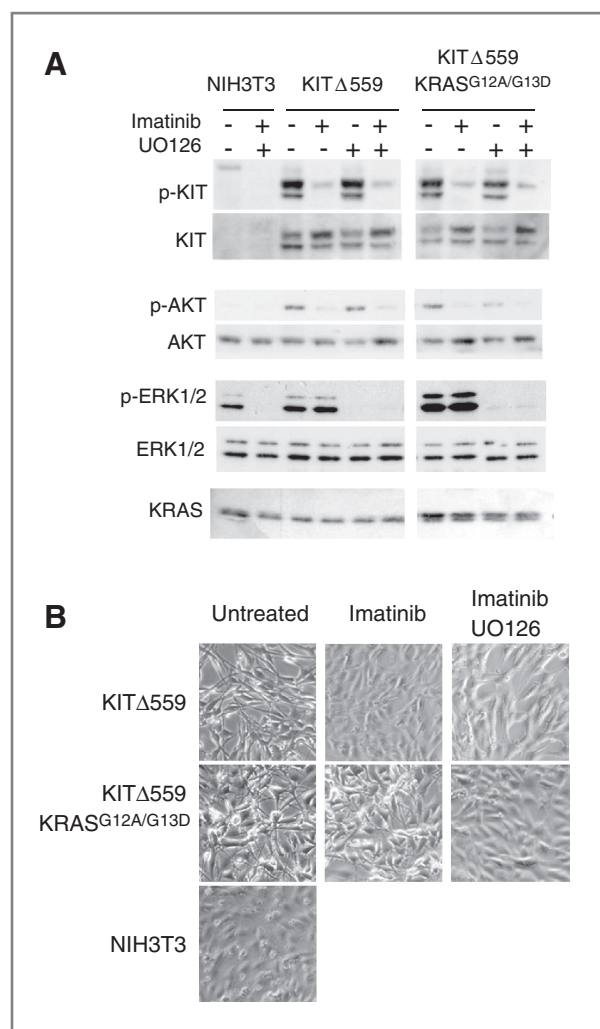 A
NIH3T3 KITΔ559 KITΔ559
KRASG12A/G13D
Imatinib - + - + - + - + - +
UO126 - + - - + + - - + +
p-KIT
KIT
p-AKT
AKT
p-ERK1/2
ERK1/2
KRAS
B
Untreated Imatinib Imatinib
UO126
KITΔ559
KITΔ559
KRASG12A/G13D
NIH3T3